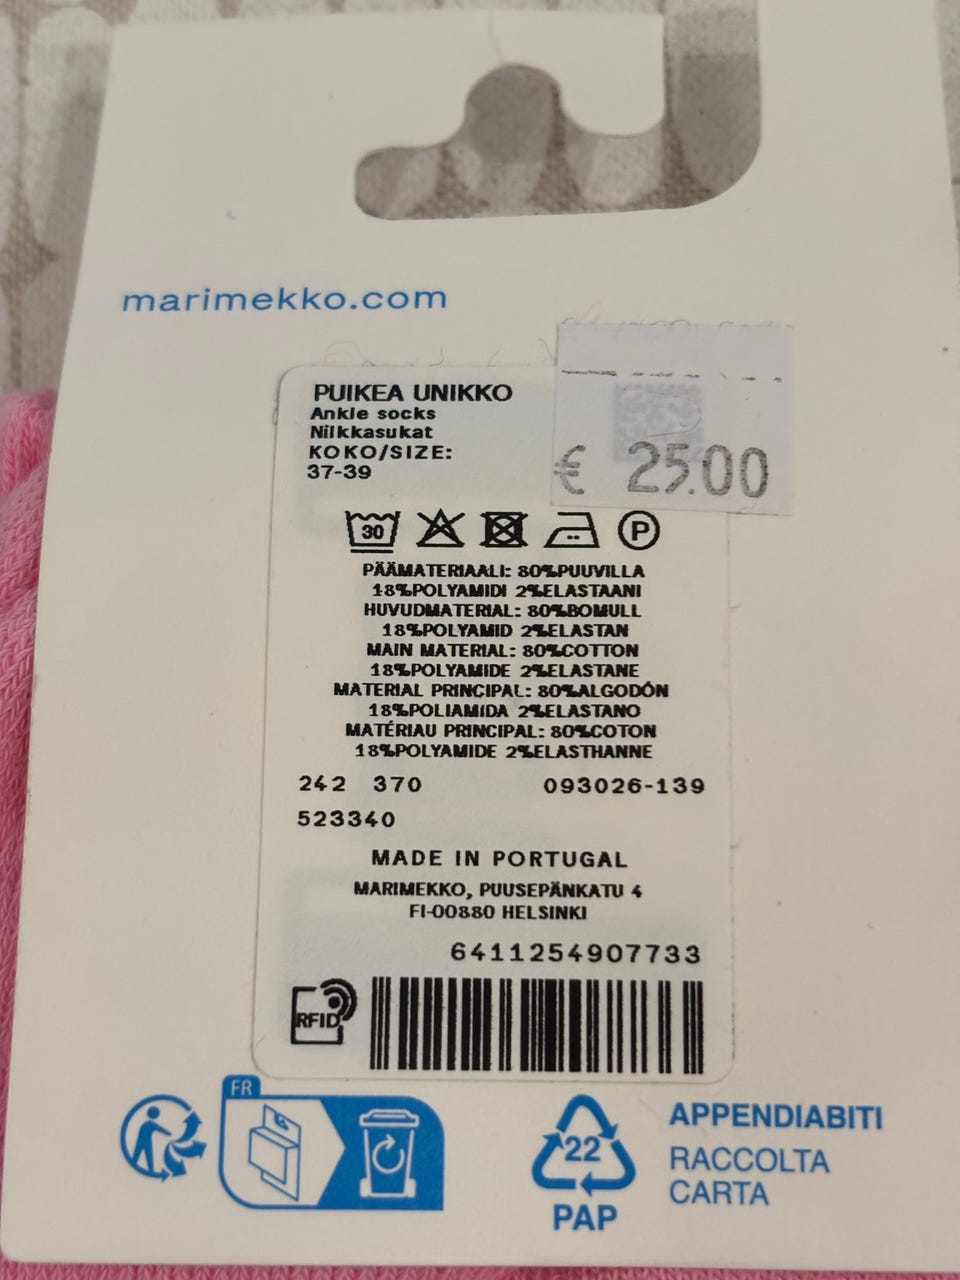 marimekko.com
PUIKEA UNIKKO
Ankle socks
Nilkkasukat
KOKO/SIZE:
37-39
€ 25.00
30
P
PÄÄMATERIAALI: 80%PUUVILLA
18%POLYAMIDI 2%ELASTAANI
HUVUDMATERIAL: 80%BOMULL
18%POLYAMID 2%ELASTAN
MAIN MATERIAL: 80%COTTON
18%POLYAMIDE 2%ELASTANE
MATERIAL PRINCIPAL: 80%ALGODÓN
18%POLIAMIDA 2%ELASTANO
MATÉRIAU PRINCIPAL: 80%COTON
18%POLYAMIDE 2%ELASTHANNE
242 370 093026-139
523340
MADE IN PORTUGAL
MARIMEKKO, PUUSEPÄNKATU 4
FI-00880 HELSINKI
6411254907733
RFID
FR
22
PAP
APPENDIABITI
RACCOLTA
CARTA